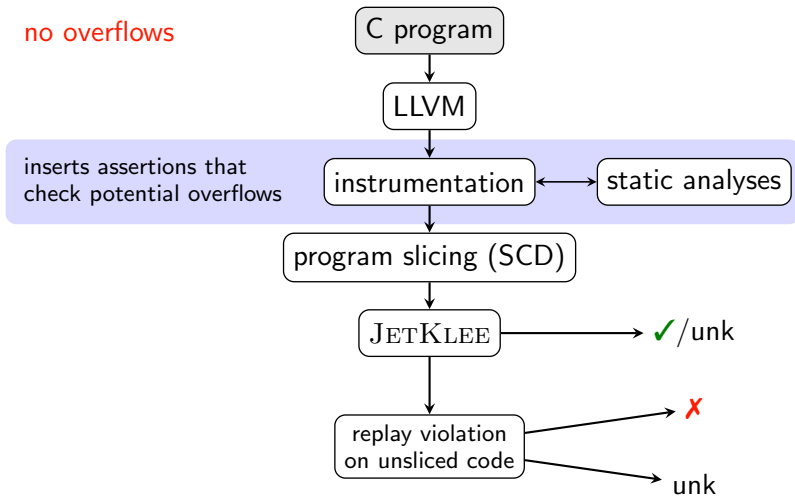 no overflows
C program
LLVM
inserts assertions that
check potential overflows
instrumentation
static analyses
program slicing (SCD)
JETKLEE
✓/unk
replay violation
on unsliced code
✗
unk